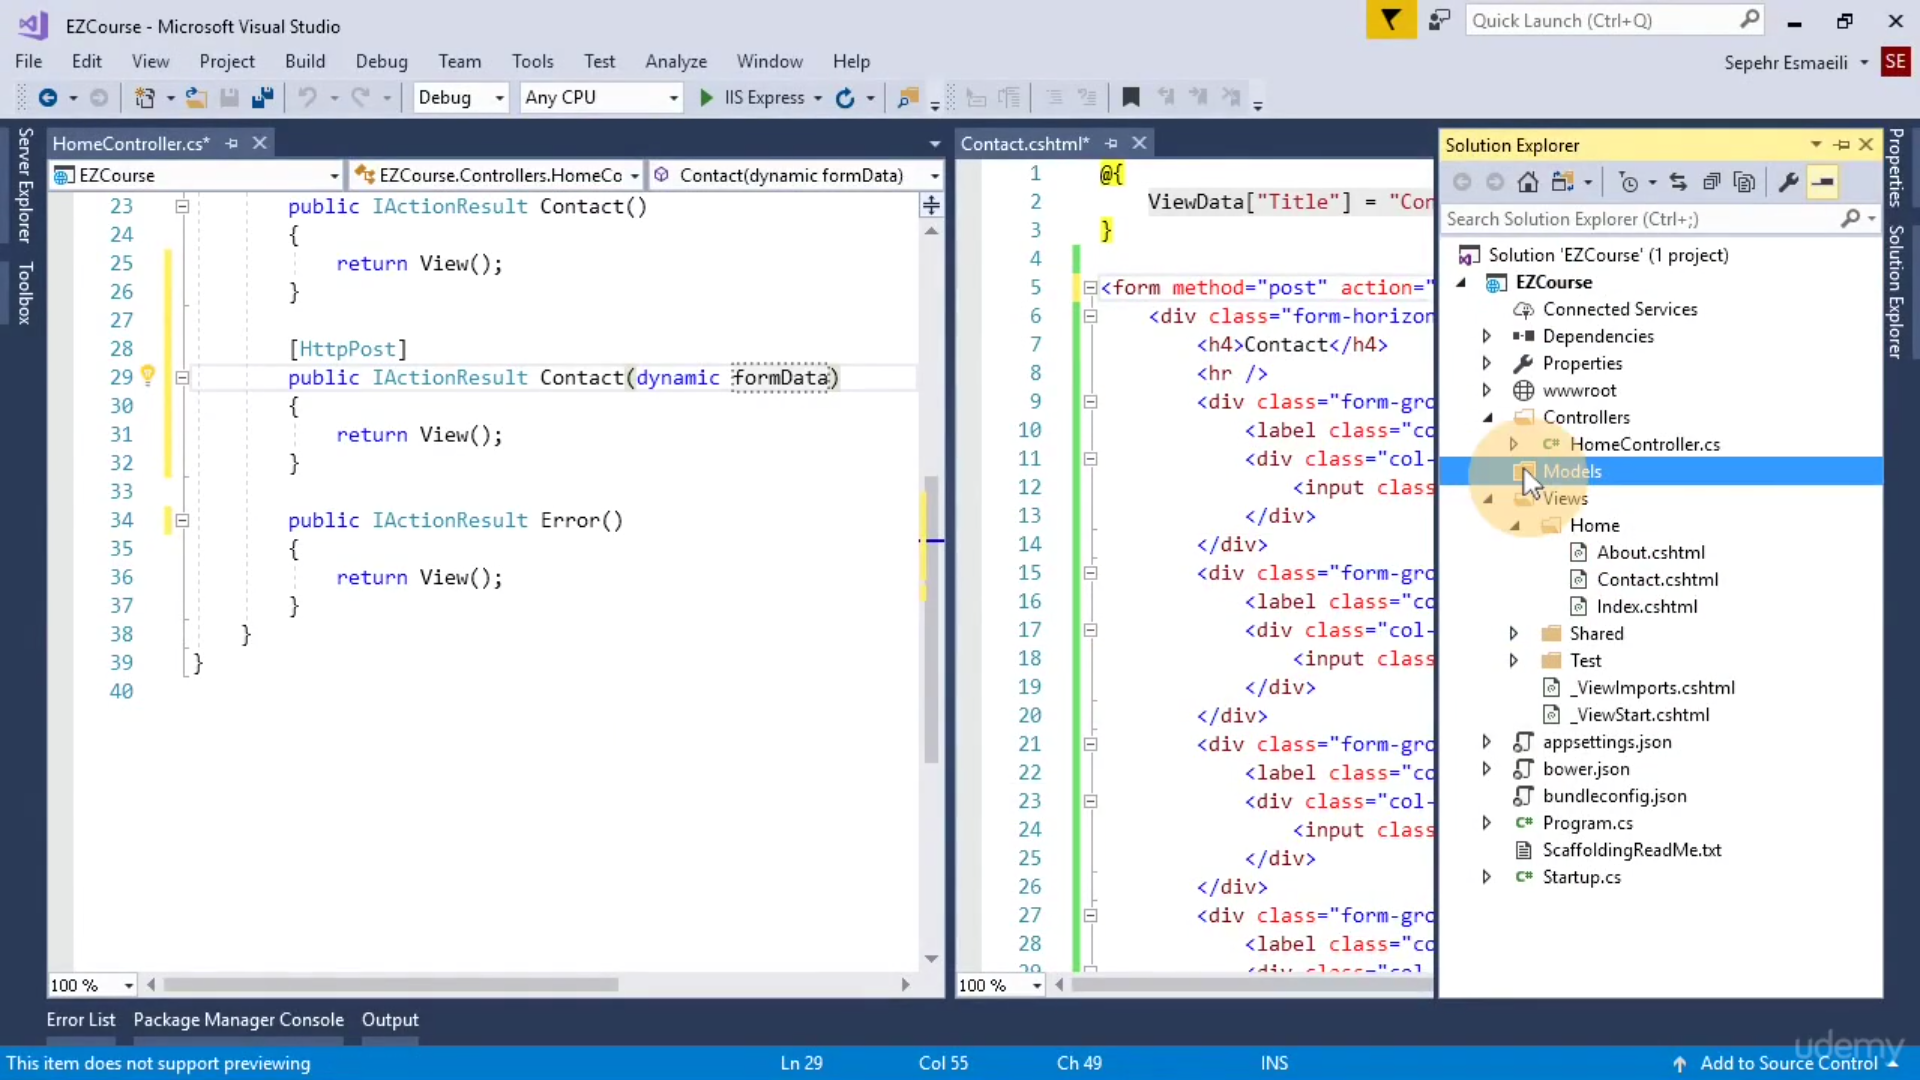 EZCourse - Microsoft Visual Studio
Quick Launch (Ctrl+Q)
File Edit View Project Build Debug Team Tools Test Analyze Window Help
Sepehr Esmaeili SE
Debug Any CPU IIS Express
Server Explorer
Toolbox
HomeController.cs*
EZCourse EZCourse.Controllers.HomeCo Contact(dynamic formData)
23 public IActionResult Contact()
24 {
25 return View();
26 }
27
28 [HttpPost]
29 public IActionResult Contact(dynamic formData)
30 {
31 return View();
32 }
33
34 public IActionResult Error()
35 {
36 return View();
37 }
38 }
39 }
40
100 %
Contact.cshtml*
1 @{
2 ViewData["Title"] = "Con
3 }
4
5 <form method="post" action="
6 <div class="form-horizon
7 <h4>Contact</h4>
8 <hr />
9 <div class="form-gro
10 <label class="co
11 <div class="col-
12 <input class
13 </div>
14 </div>
15 <div class="form-gro
16 <label class="co
17 <div class="col-
18 <input class
19 </div>
20 </div>
21 <div class="form-gro
22 <label class="co
23 <div class="col-
24 <input class
25 </div>
26 </div>
27 <div class="form-gro
28 <label class="co
29 <div class="col-
100 %
Solution Explorer
Search Solution Explorer (Ctrl+;)
Solution 'EZCourse' (1 project)
EZCourse
Connected Services
Dependencies
Properties
wwwroot
Controllers
C# HomeController.cs
Models
Views
Home
About.cshtml
Contact.cshtml
Index.cshtml
Shared
Test
_ViewImports.cshtml
_ViewStart.cshtml
appsettings.json
bower.json
bundleconfig.json
C# Program.cs
ScaffoldingReadMe.txt
C# Startup.cs
Properties
Solution Explorer
Error List Package Manager Console Output
This item does not support previewing Ln 29 Col 55 Ch 49 INS Add to Source Control
udemy